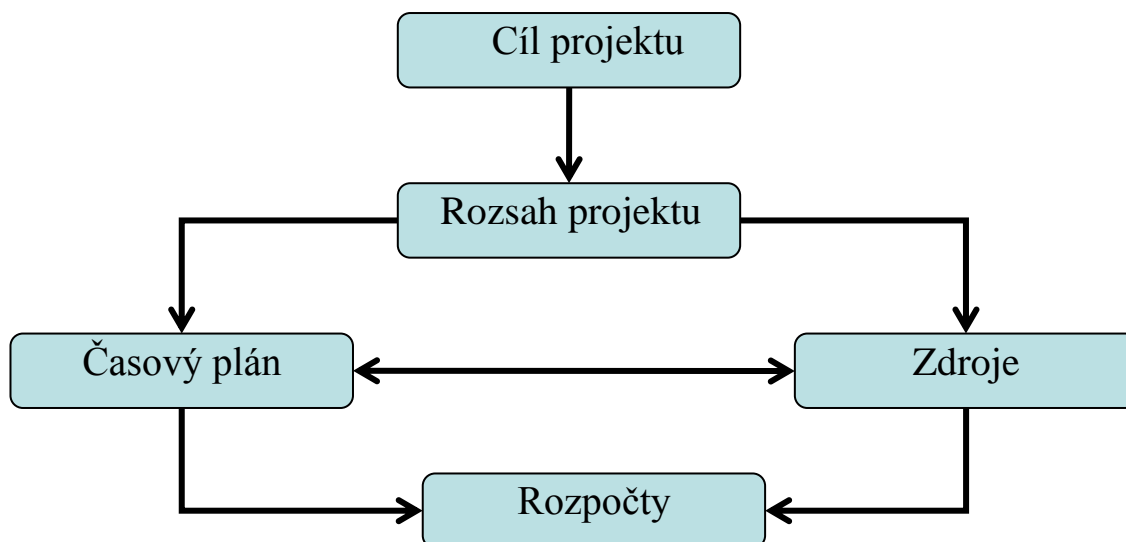 Cíl projektu
Rozsah projektu
Časový plán
Zdroje
Rozpočty